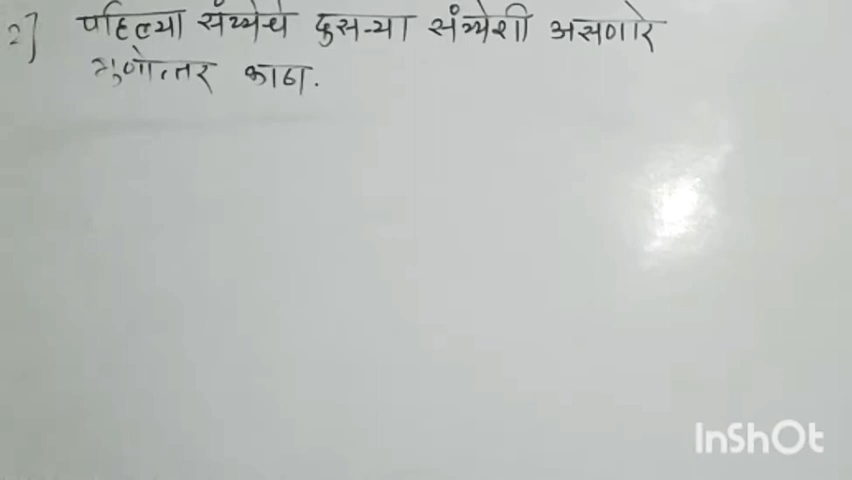 2] पहिल्या संख्येचे दुसऱ्या संख्येशी असणारे
गुणोत्तर काढा.
InShOt